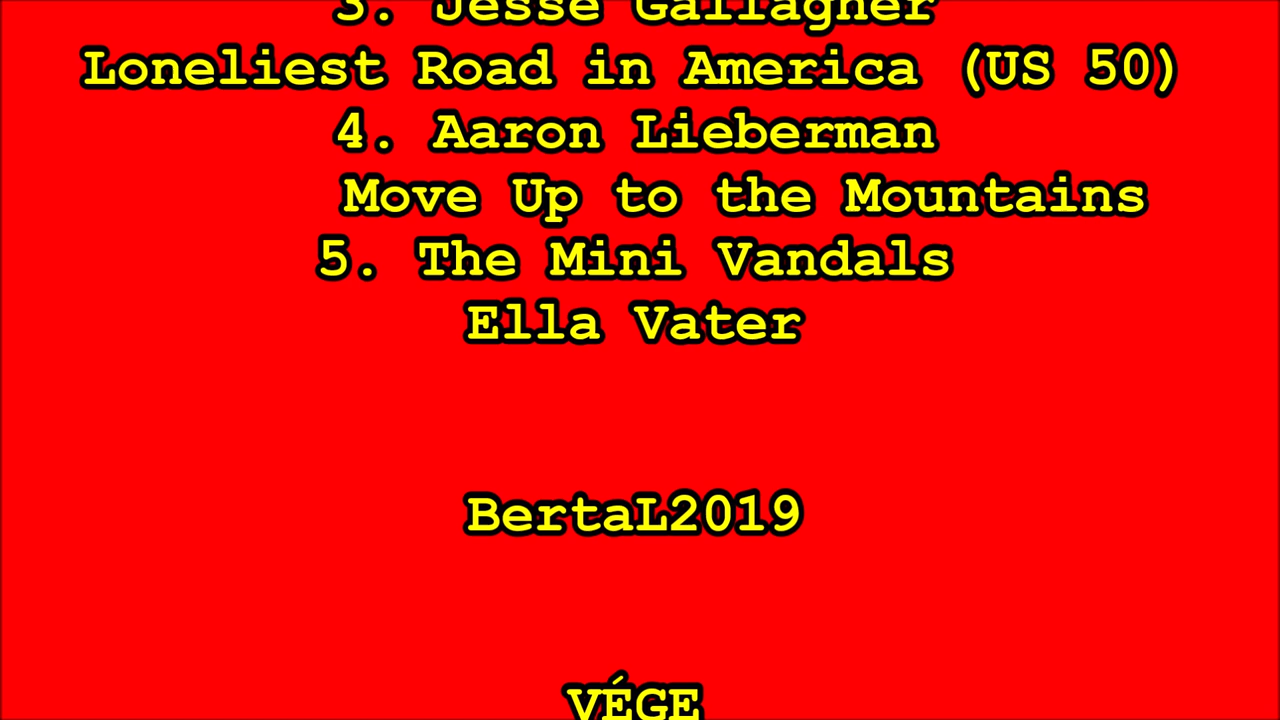 3. Jesse Gallagher
Loneliest Road in America (US 50)
4. Aaron Lieberman
Move Up to the Mountains
5. The Mini Vandals
Ella Vater
BertaL2019
VÉGE